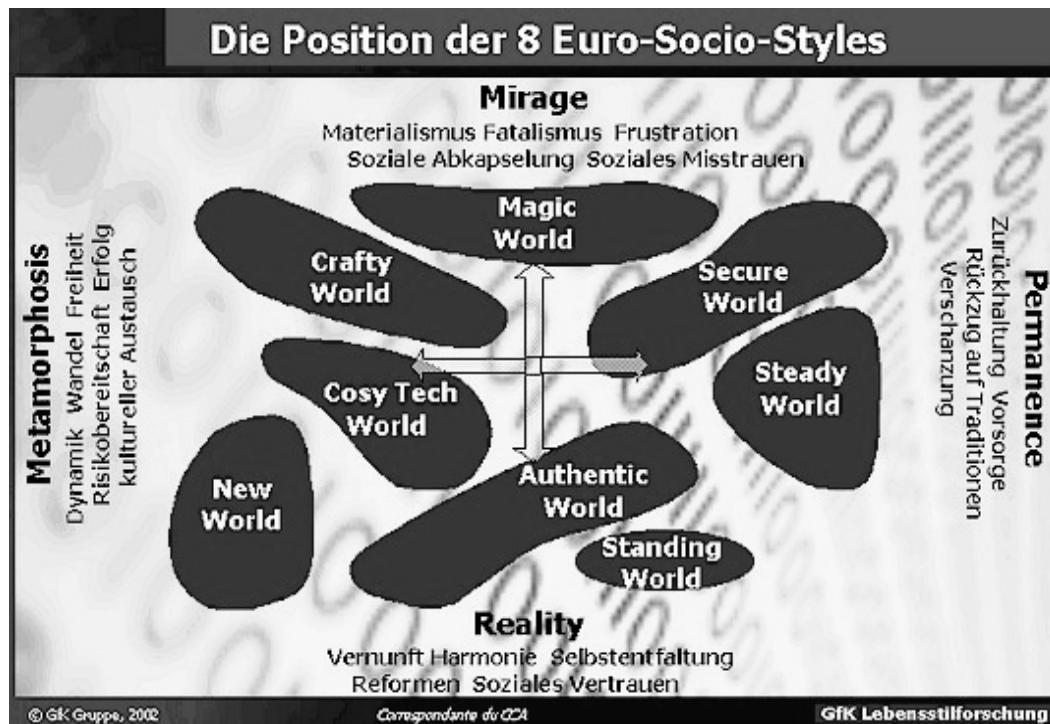 Die Position der 8 Euro-Socio-Styles
Mirage
Materialismus Fatalismus Frustration
Soziale Abkapselung Soziales Misstrauen
Metamorphosis
Dynamik Wandel Freiheit
Risikobereitschaft Erfolg
kultureller Austausch
Magic
World
Crafty
World
Secure
World
Cosy Tech
World
Steady
World
New
World
Authentic
World
Standing
World
Permanence
Zurückhaltung Vorsorge
Rückzug auf Traditionen
Verschanzung
Reality
Vernunft Harmonie Selbstentfaltung
Reformen Soziales Vertrauen
© GfK Gruppe, 2002
Correspondante du CCA
GfK Lebensstilforschung